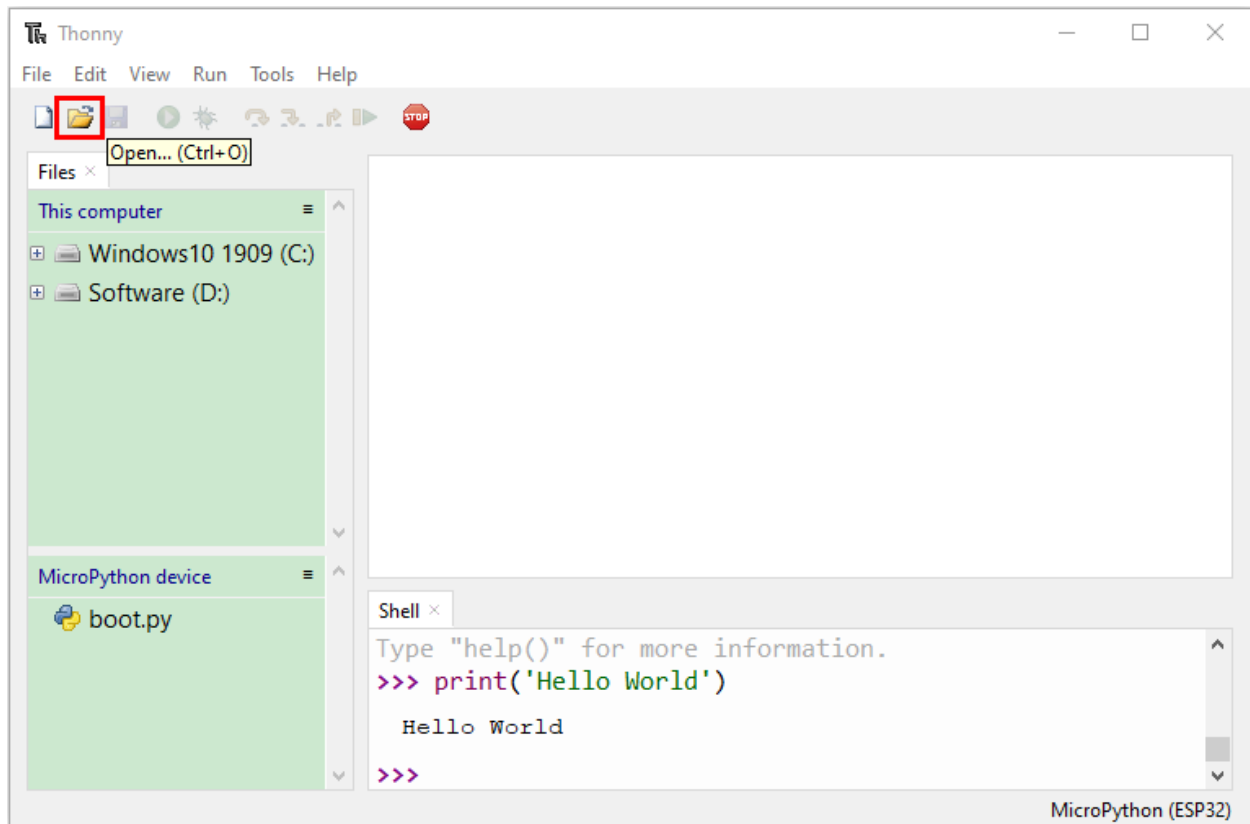 Thonny
File Edit View Run Tools Help
STOP
Open... (Ctrl+O)
Files
This computer
Windows10 1909 (C:)
Software (D:)
MicroPython device
boot.py
Shell
Type "help()" for more information.
>>> print('Hello World')
Hello World
>>>
MicroPython (ESP32)